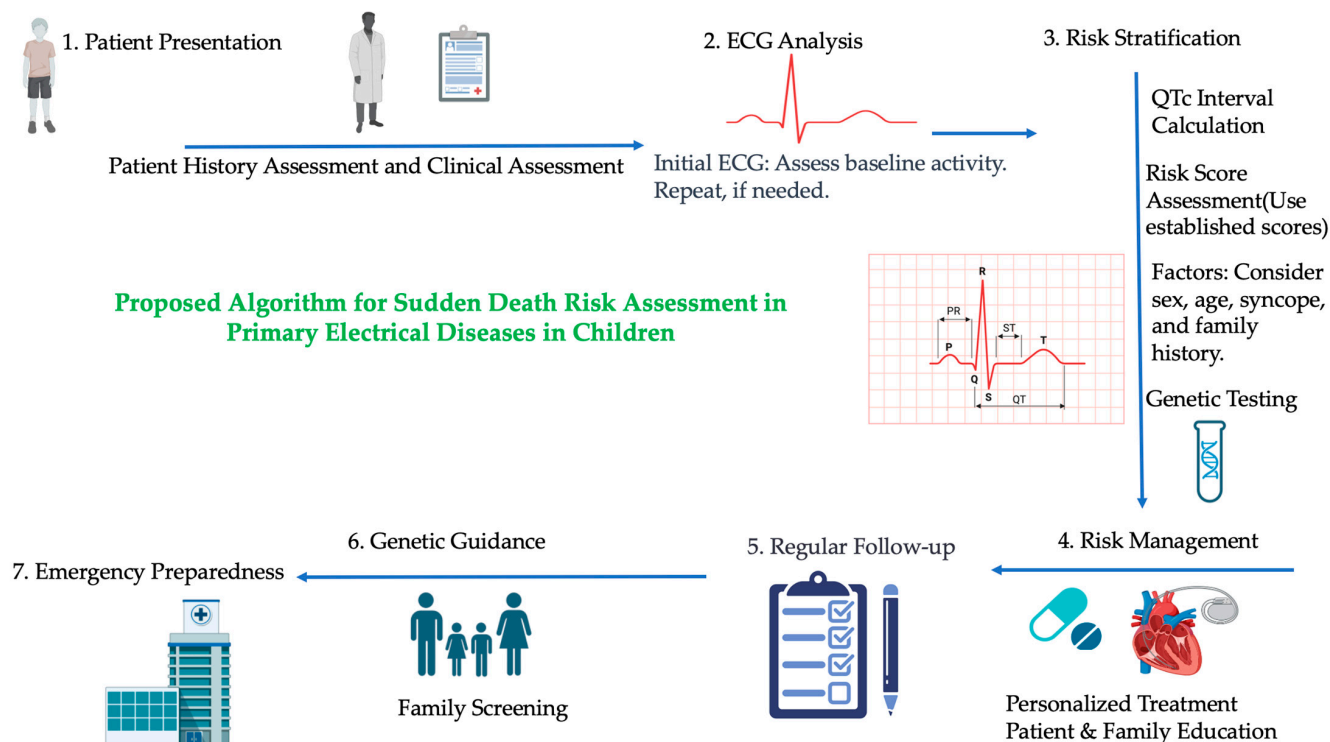 1. Patient Presentation
Patient History Assessment and Clinical Assessment
2. ECG Analysis
Initial ECG: Assess baseline activity.
Repeat, if needed.
3. Risk Stratification
QTc Interval
Calculation
Risk Score
Assessment(Use
established scores)
Factors: Consider
sex, age, syncope,
and family
history.
Genetic Testing
Proposed Algorithm for Sudden Death Risk Assessment in
Primary Electrical Diseases in Children
R
PR
ST
P
T
Q
S
QT
4. Risk Management
Personalized Treatment
Patient & Family Education
5. Regular Follow-up
6. Genetic Guidance
Family Screening
7. Emergency Preparedness